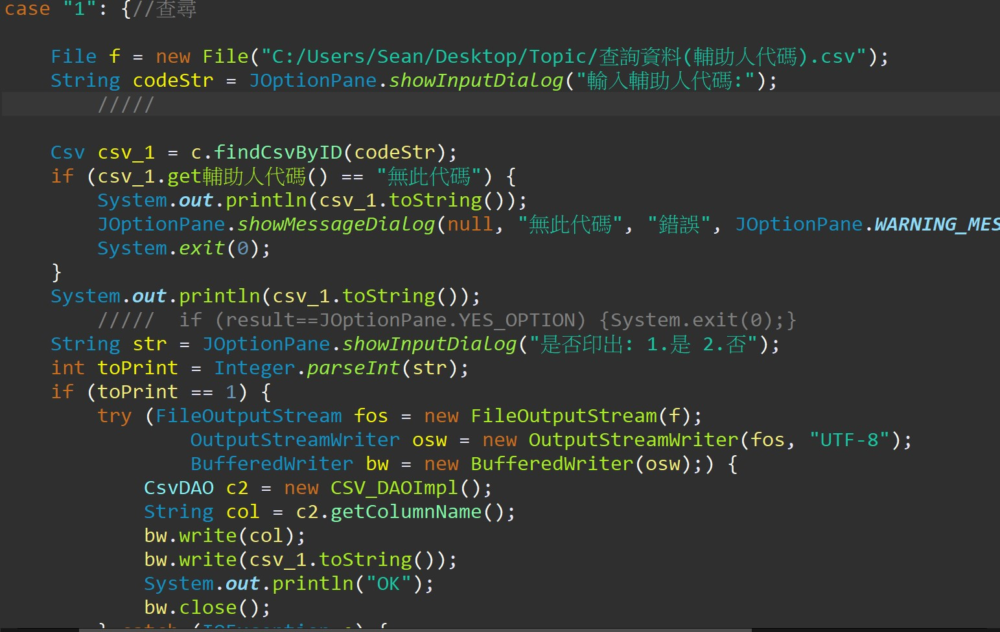 case "1": {//查尋
File f = new File("C:/Users/Sean/Desktop/Topic/查詢資料(輔助人代碼).csv");
String codeStr = JOptionPane.showInputDialog("輸入輔助人代碼:");
/////
Csv csv_1 = c.findCsvByID(codeStr);
if (csv_1.get輔助人代碼() == "無此代碼") {
System.out.println(csv_1.toString());
JOptionPane.showMessageDialog(null, "無此代碼", "錯誤", JOptionPane.WARNING_MES
System.exit(0);
}
System.out.println(csv_1.toString());
///// if (result==JOptionPane.YES_OPTION) {System.exit(0);}
String str = JOptionPane.showInputDialog("是否印出: 1.是 2.否");
int toPrint = Integer.parseInt(str);
if (toPrint == 1) {
try (FileOutputStream fos = new FileOutputStream(f);
OutputStreamWriter osw = new OutputStreamWriter(fos, "UTF-8");
BufferedWriter bw = new BufferedWriter(osw);) {
CsvDAO c2 = new CSV_DAOImpl();
String col = c2.getColumnName();
bw.write(col);
bw.write(csv_1.toString());
System.out.println("OK");
bw.close();
} catch (IOException e) {